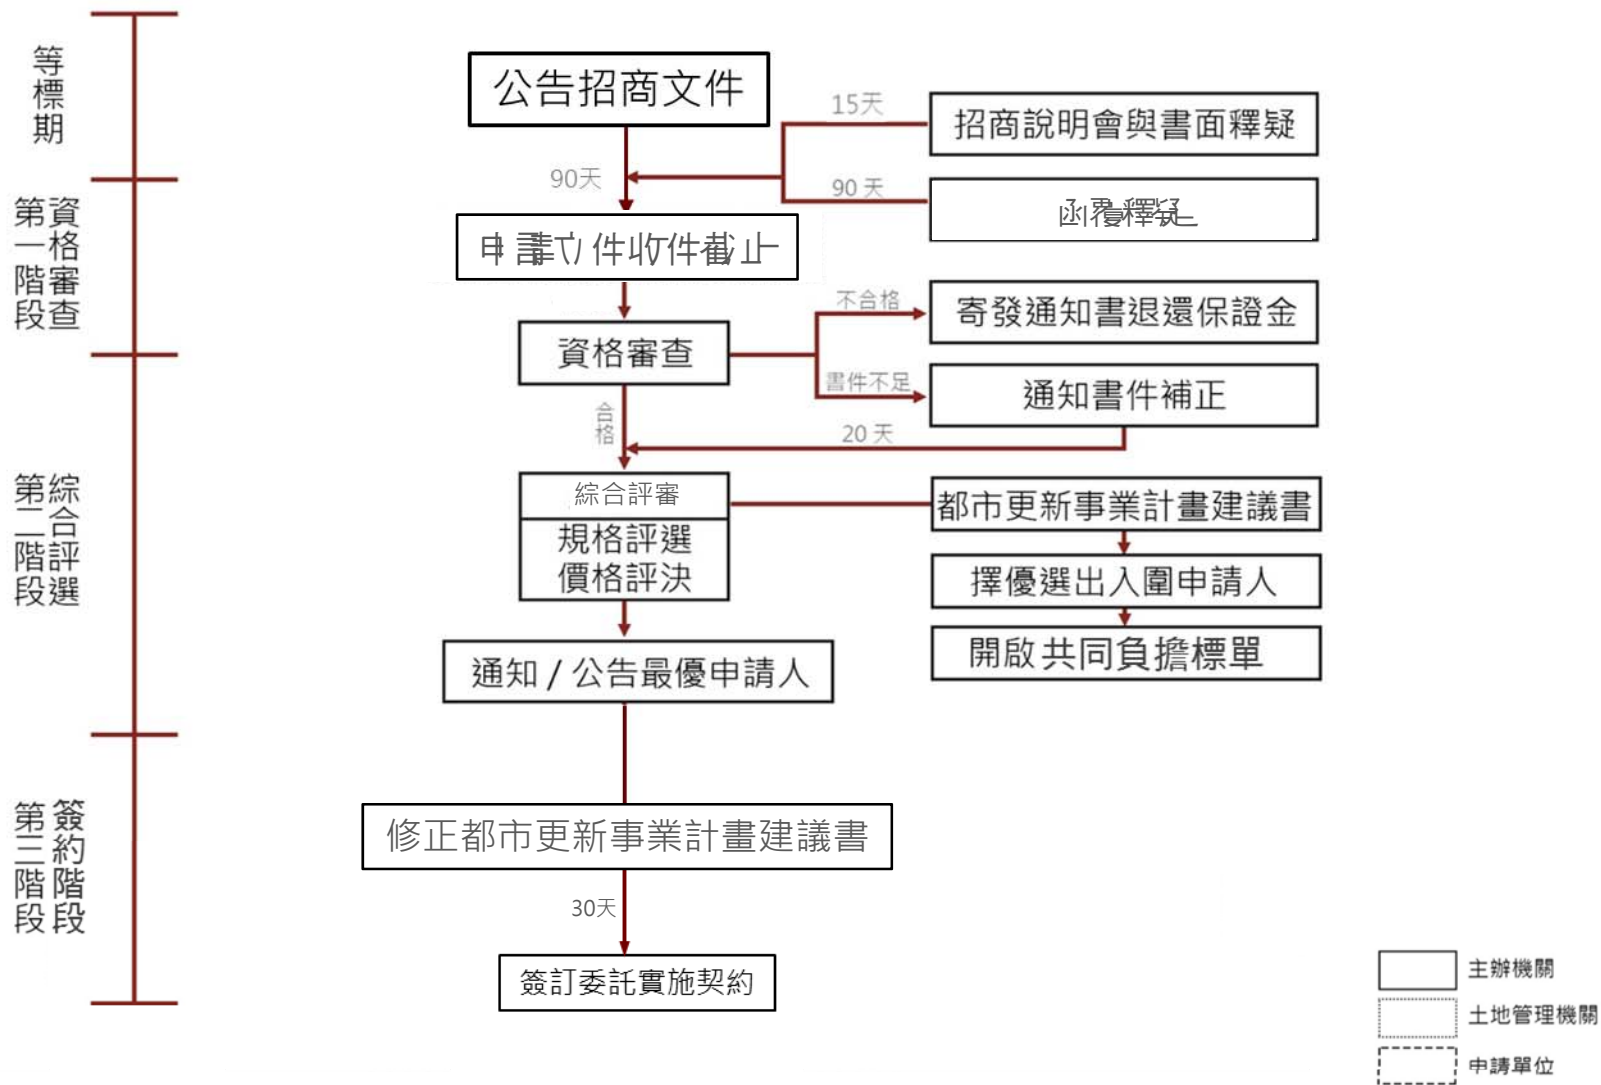 等標期
公告招商文件
15天
招商說明會與書面釋疑
90天
90 天
函覆釋疑
第一階段
資格審查
件收件截止
不合格
寄發通知書退還保證金
資格審查
書件不足
通知書件補正
合格
20 天
第二階段
綜合評選
綜合評審
規格評選
價格評決
都市更新事業計畫建議書
擇優選出入圍申請人
開啟共同負擔標單
通知 / 公告最優申請人
第三階段
簽約階段
修正都市更新事業計畫建議書
30天
簽訂委託實施契約
主辦機關
土地管理機關
申請單位